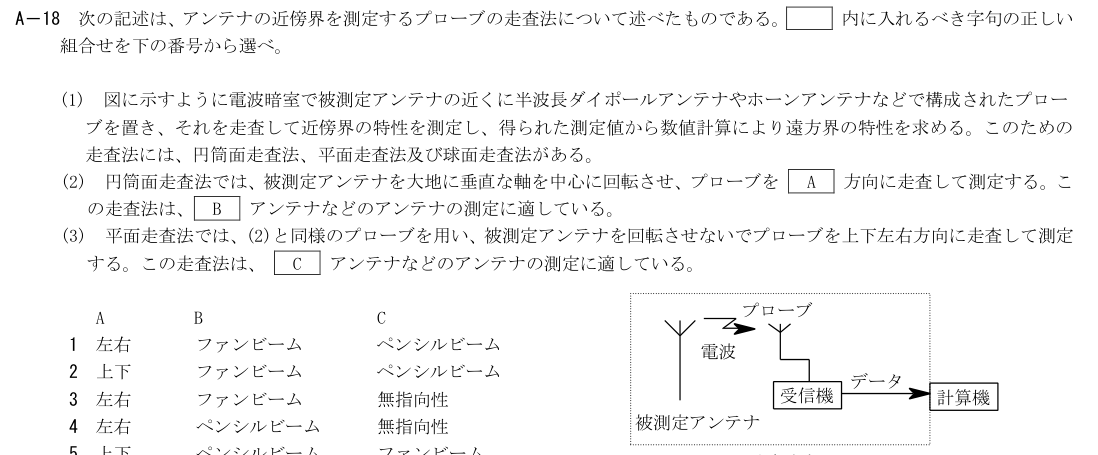 A－18 次の記述は、アンテナの近傍界を測定するプローブの走査法について述べたものである。 内に入れるべき字句の正しい
組合せを下の番号から選べ。
(1) 図に示すように電波暗室で被測定アンテナの近くに半波長ダイポールアンテナやホーンアンテナなどで構成されたプロー
ブを置き、それを走査して近傍界の特性を測定し、得られた測定値から数値計算により遠方界の特性を求める。このための
走査法には、円筒面走査法、平面走査法及び球面走査法がある。
(2) 円筒面走査法では、被測定アンテナを大地に垂直な軸を中心に回転させ、プローブを A 方向に走査して測定する。こ
の走査法は、 B アンテナなどのアンテナの測定に適している。
(3) 平面走査法では、(2)と同様のプローブを用い、被測定アンテナを回転させないでプローブを上下左右方向に走査して測定
する。この走査法は、 C アンテナなどのアンテナの測定に適している。
A B C
1 左右 ファンビーム ペンシルビーム
2 上下 ファンビーム ペンシルビーム
3 左右 ファンビーム 無指向性
4 左右 ペンシルビーム 無指向性
5 上下 ペンシルビーム ファンビーム
プローブ
電波
データ
受信機
計算機
被測定アンテナ